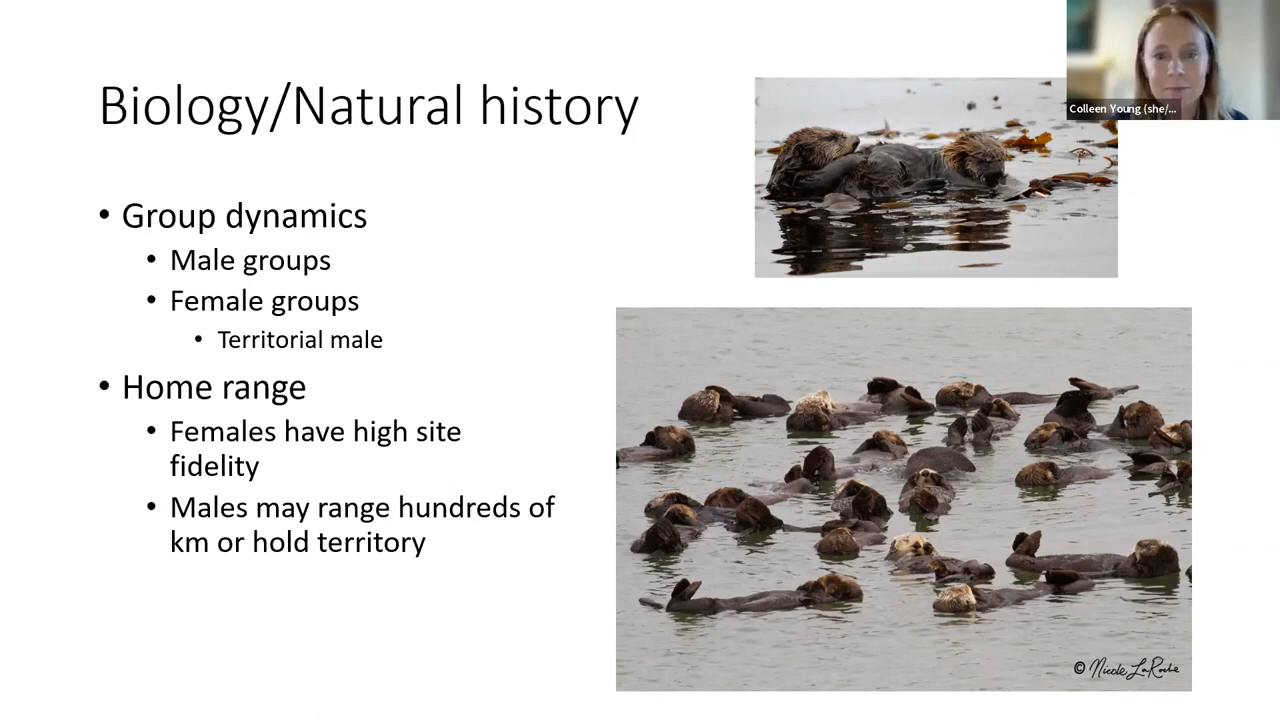 Colleen Young (she/...
Biology/Natural history
• Group dynamics
• Male groups
• Female groups
• Territorial male
• Home range
• Females have high site
fidelity
• Males may range hundreds of
km or hold territory
© Nicole LaRoche